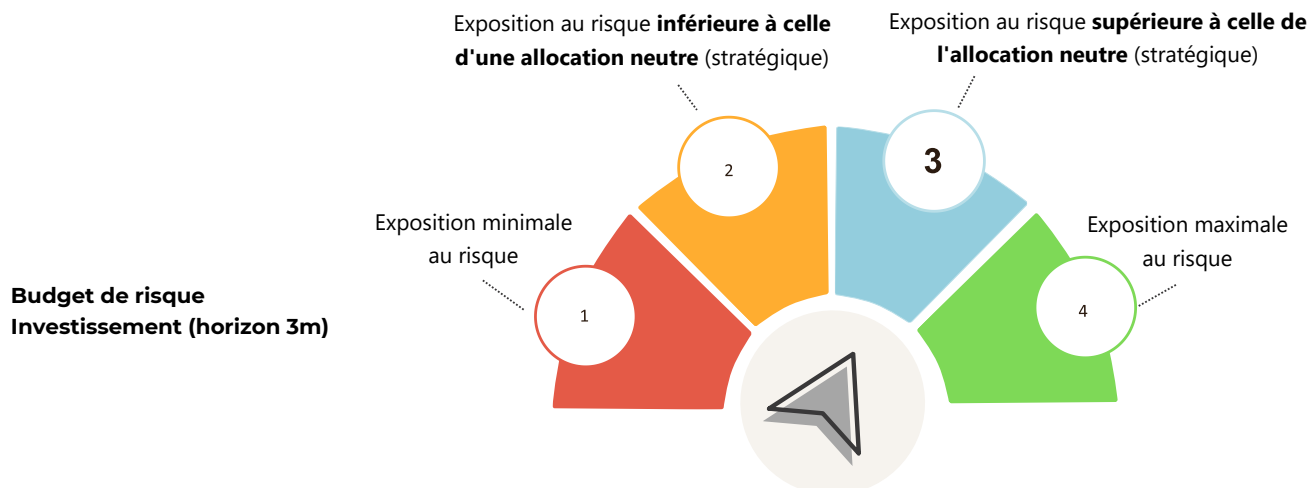 Exposition au risque inférieure à celle
d'une allocation neutre (stratégique)
Exposition au risque supérieure à celle de
l'allocation neutre (stratégique)
2
3
Exposition minimale
au risque
Exposition maximale
au risque
1
4
Budget de risque
Investissement (horizon 3m)